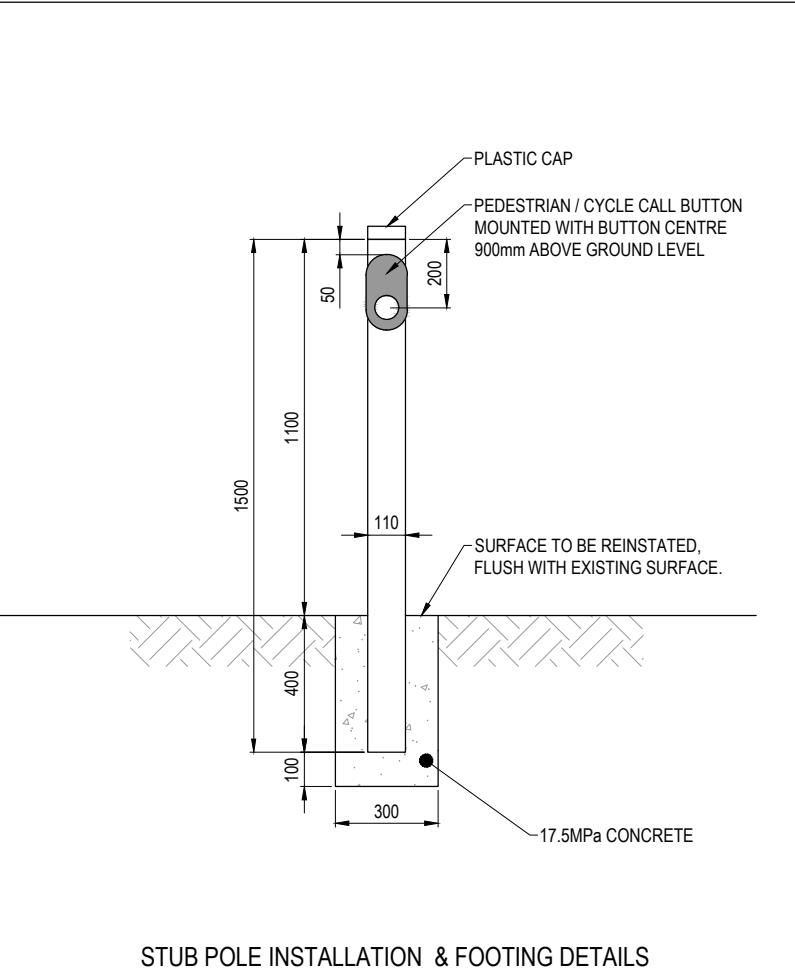 PLASTIC CAP
PEDESTRIAN / CYCLE CALL BUTTON
MOUNTED WITH BUTTON CENTRE
900mm ABOVE GROUND LEVEL
200
50
1100
1500
110
SURFACE TO BE REINSTATED,
FLUSH WITH EXISTING SURFACE.
400
100
300
17.5MPa CONCRETE
STUB POLE INSTALLATION & FOOTING DETAILS